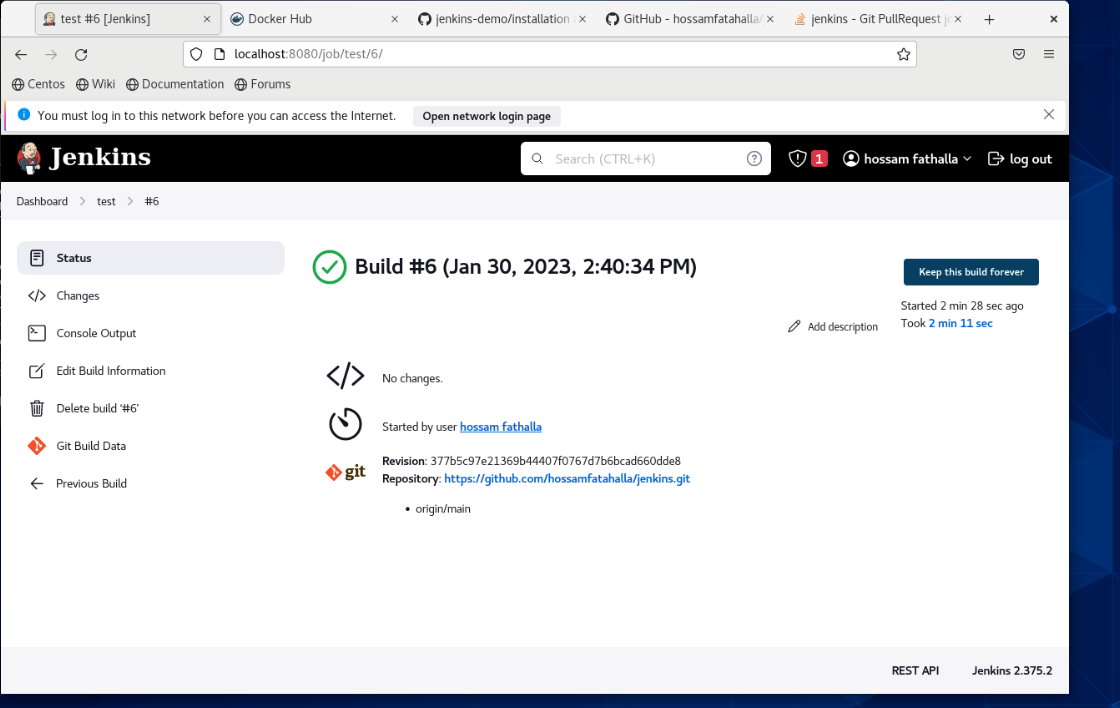 test #6 [Jenkins]
Docker Hub
jenkins-demo/installation
GitHub - hossamfatahalla/
jenkins - Git PullRequest jo
localhost:8080/job/test/6/
Centos
Wiki
Documentation
Forums
You must log in to this network before you can access the Internet.
Open network login page
Jenkins
Search (CTRL+K)
1
hossam fathalla
log out
Dashboard
test
#6
Status
Changes
Console Output
Edit Build Information
Delete build ‘#6’
Git Build Data
Previous Build
Build #6 (Jan 30, 2023, 2:40:34 PM)
Keep this build forever
Started 2 min 28 sec ago
Took 2 min 11 sec
Add description
No changes.
Started by user hossam fathalla
git
Revision: 377b5c97e21369b44407f0767d7b6bcad660dde8
Repository: https://github.com/hossamfatahalla/jenkins.git
• origin/main
REST API
Jenkins 2.375.2